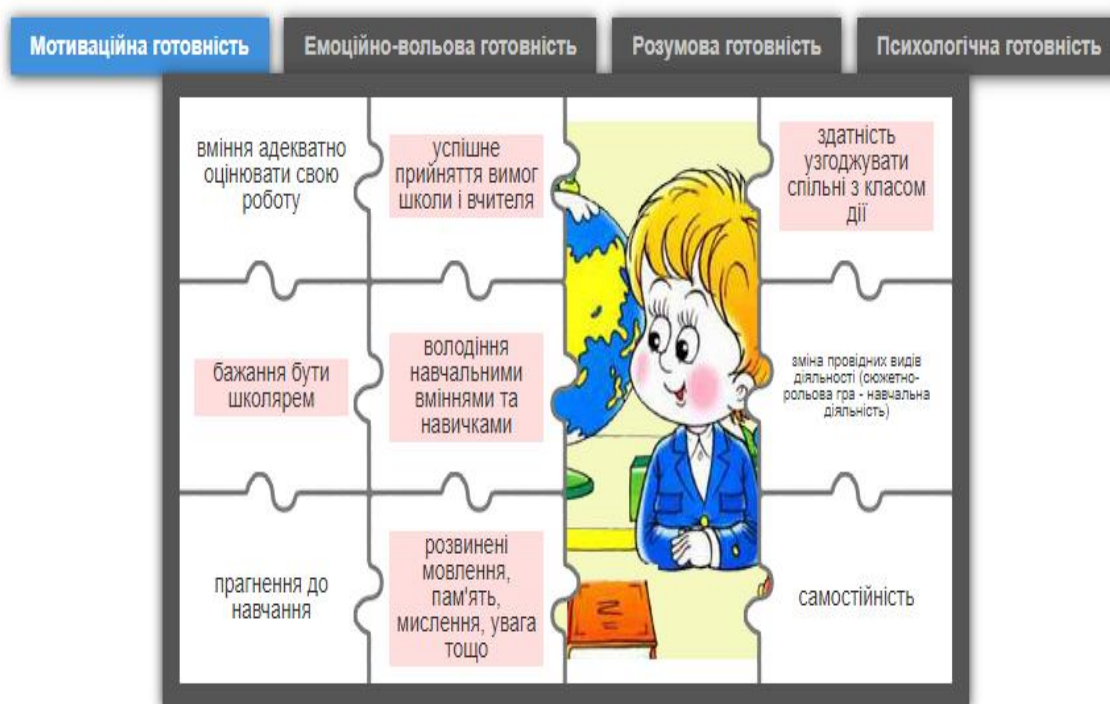 Мотиваційна готовність
Емоційно-вольова готовність
Розумова готовність
Психологічна готовність
вміння адекватно
оцінювати свою
роботу
успішне
прийняття вимог
школи і вчителя
здатність
узгоджувати
спільні з класом
дії
бажання бути
школярем
володіння
навчальними
вміннями та
навичками
зміна провідних видів
діяльності (сюжетно-
рольова гра - навчальна
діяльність)
прагнення до
навчання
розвинені
мовлення,
пам'ять,
мислення, увага
тощо
самостійність